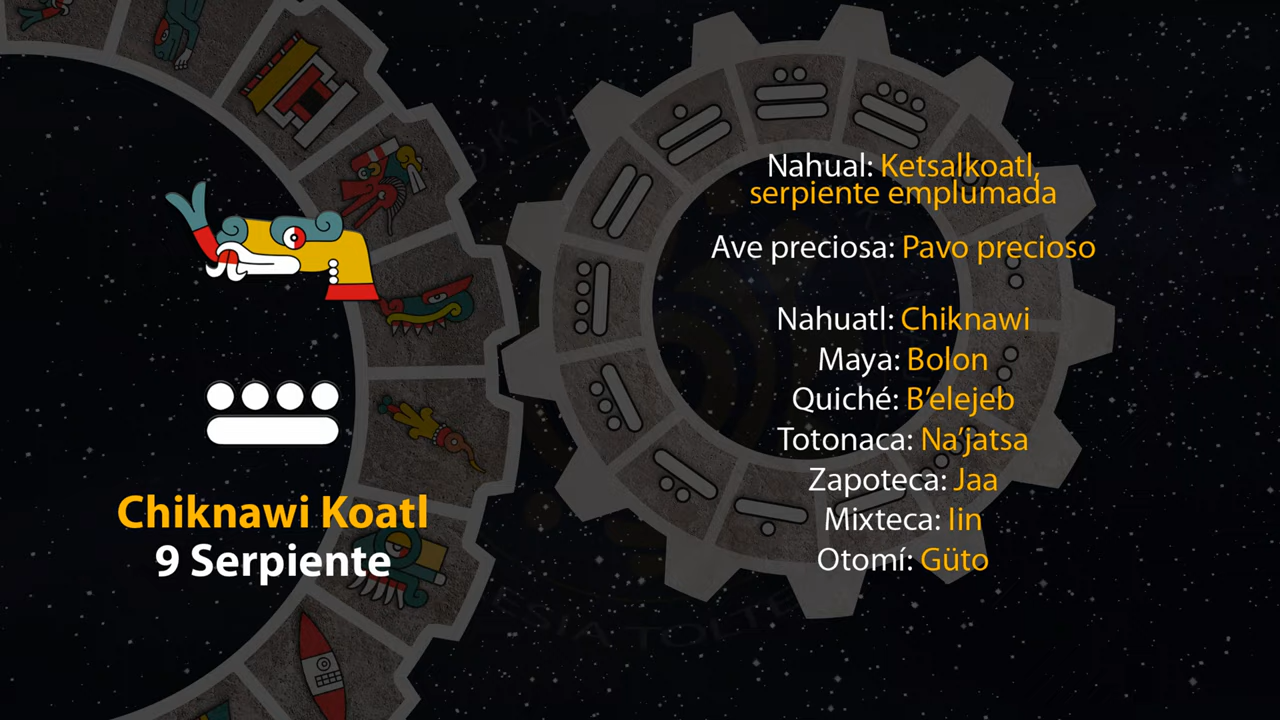 Chiknawi Koatl
9 Serpiente
Nahual: Ketsalkoatl,
serpiente emplumada
Ave preciosa: Pavo precioso
Nahuatl: Chiknawi
Maya: Bolon
Quiché: B’elejeb
Totonaca: Na’jatsa
Zapoteca: Jaa
Mixteca: Iin
Otomí: Güto